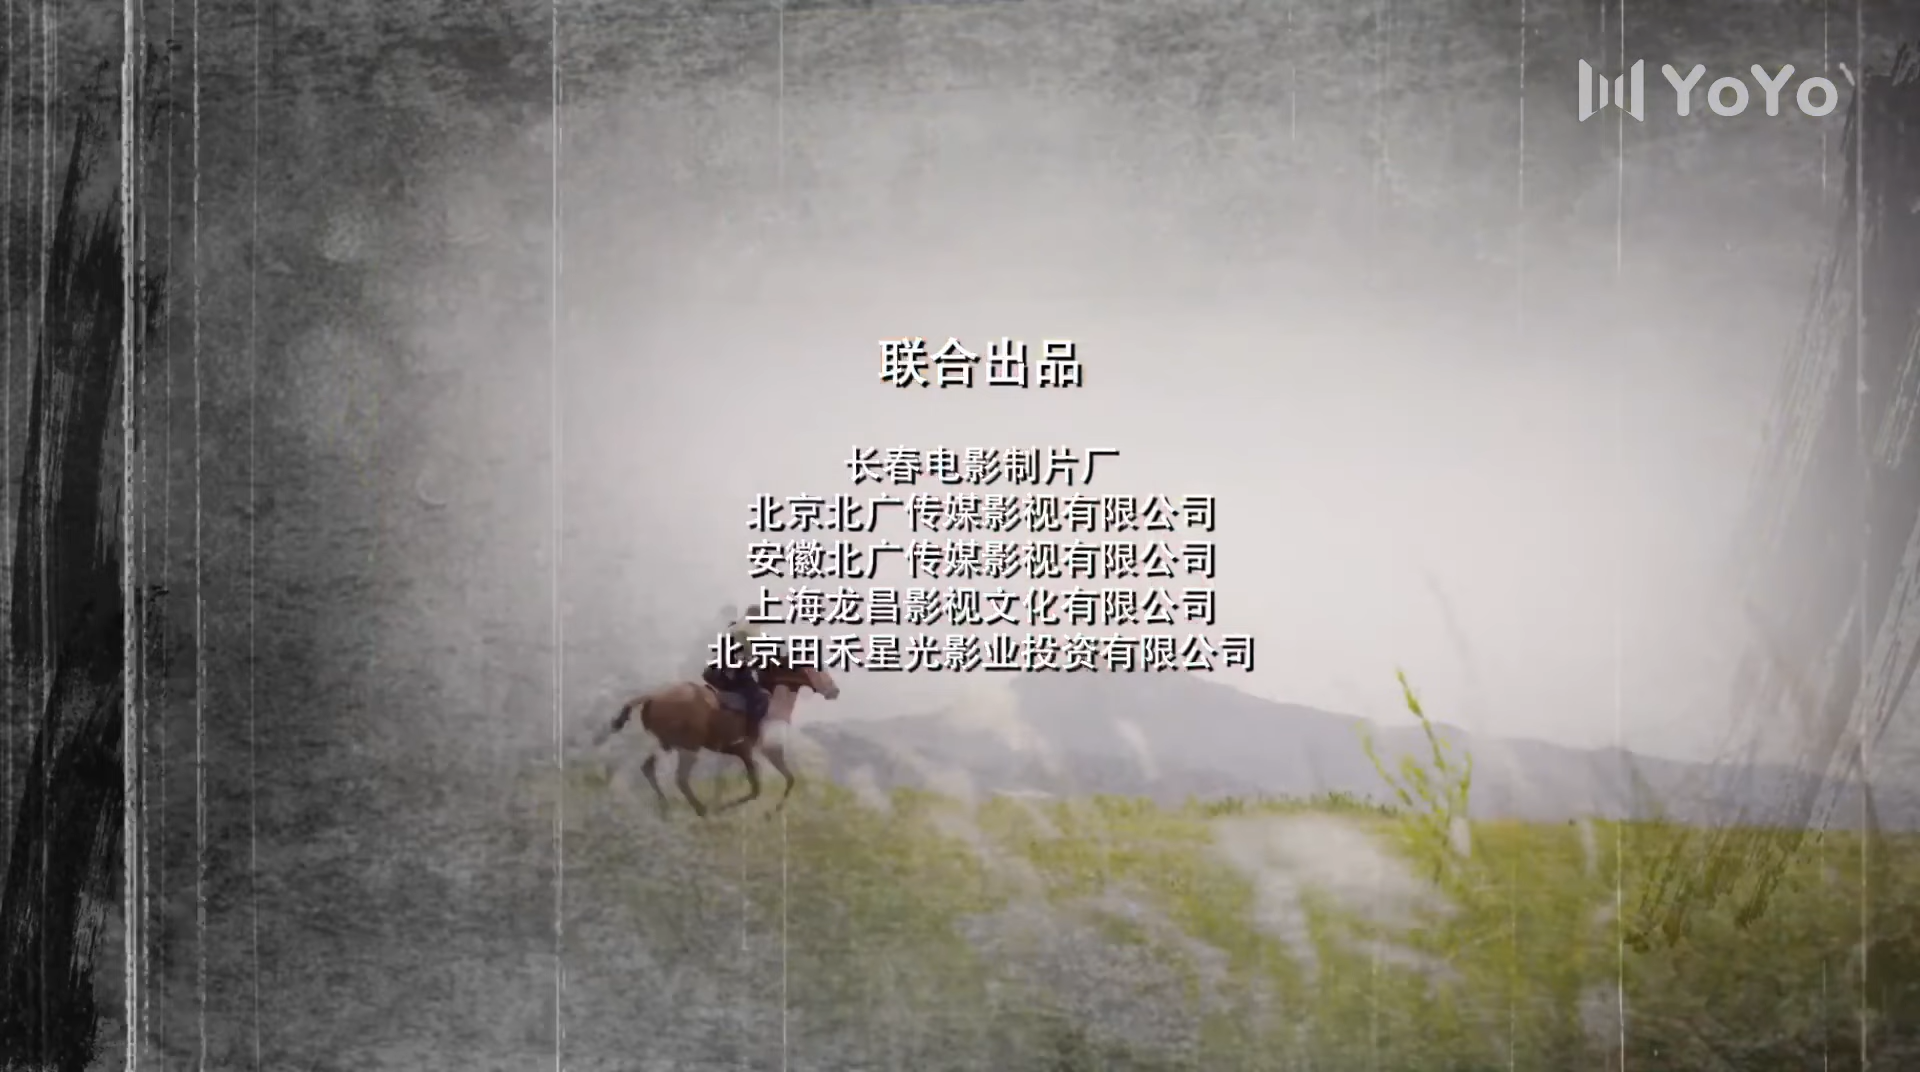 YoYo
联合出品
长春电影制片厂
北京北广传媒影视有限公司
安徽北广传媒影视有限公司
上海龙昌影视文化有限公司
北京田禾星光影业投资有限公司